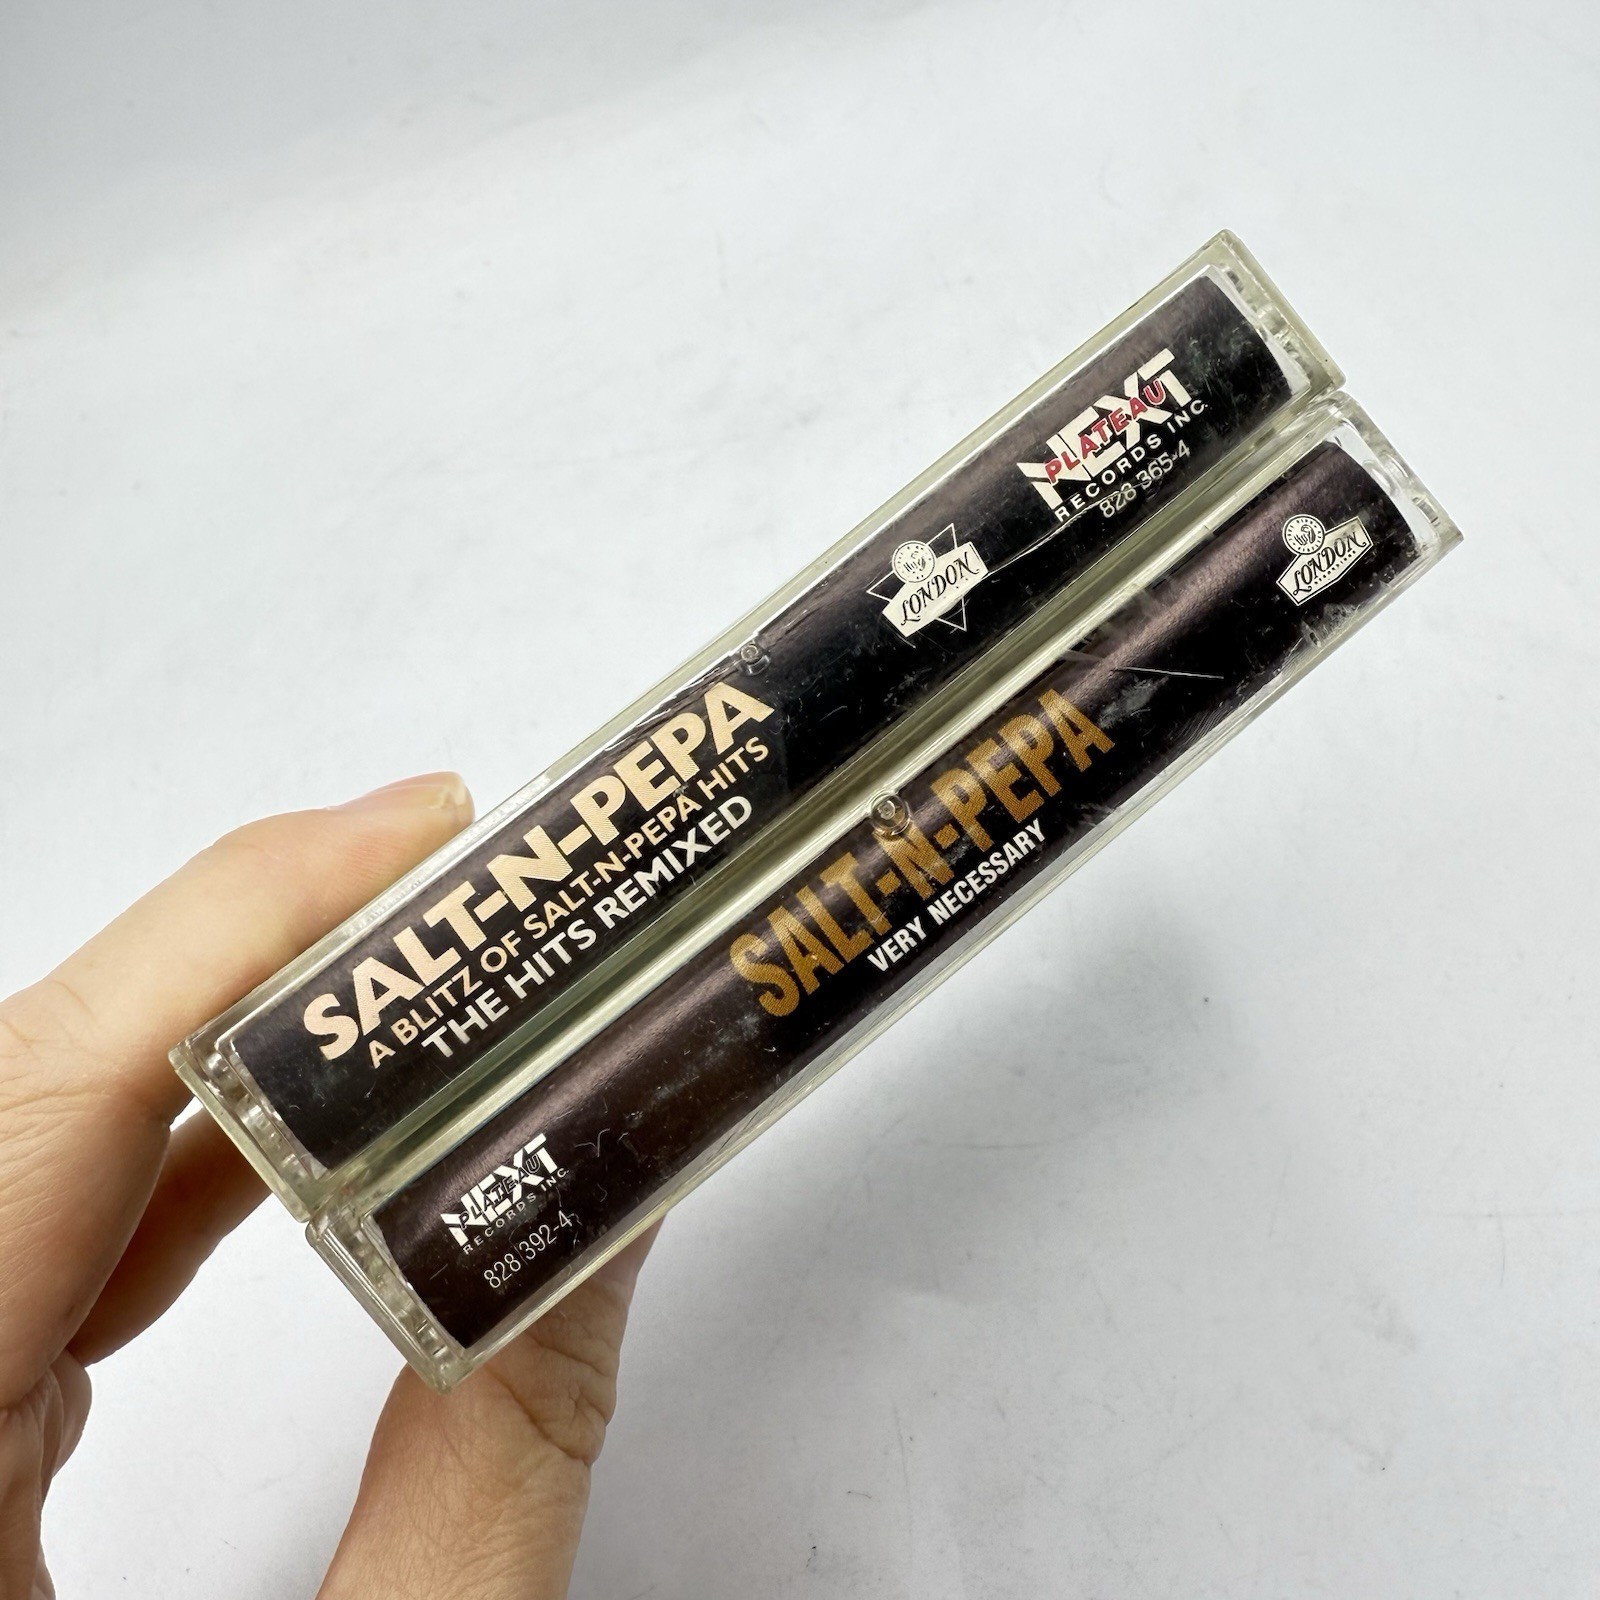 SALT-N-PEPA
A BLITZ OF SALT-N-PEPA HITS
THE HITS REMIXED
LONDON
NEXT
PLATEAU
RECORDS INC.
828 365-4
NEXT
PLATEAU
RECORDS INC.
828 392-4
SALT-N-PEPA
VERY NECESSARY
LONDON